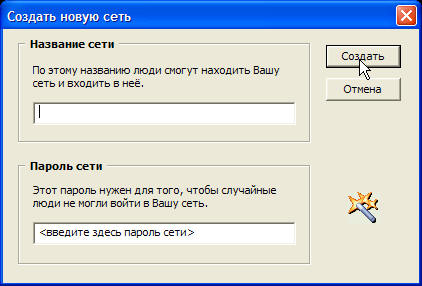 Создать новую сеть
Название сети
По этому названию люди смогут находить Вашу
сеть и входить в неё.
Создать
Отмена
Пароль сети
Этот пароль нужен для того, чтобы случайные
люди не могли войти в Вашу сеть.
<введите здесь пароль сети>